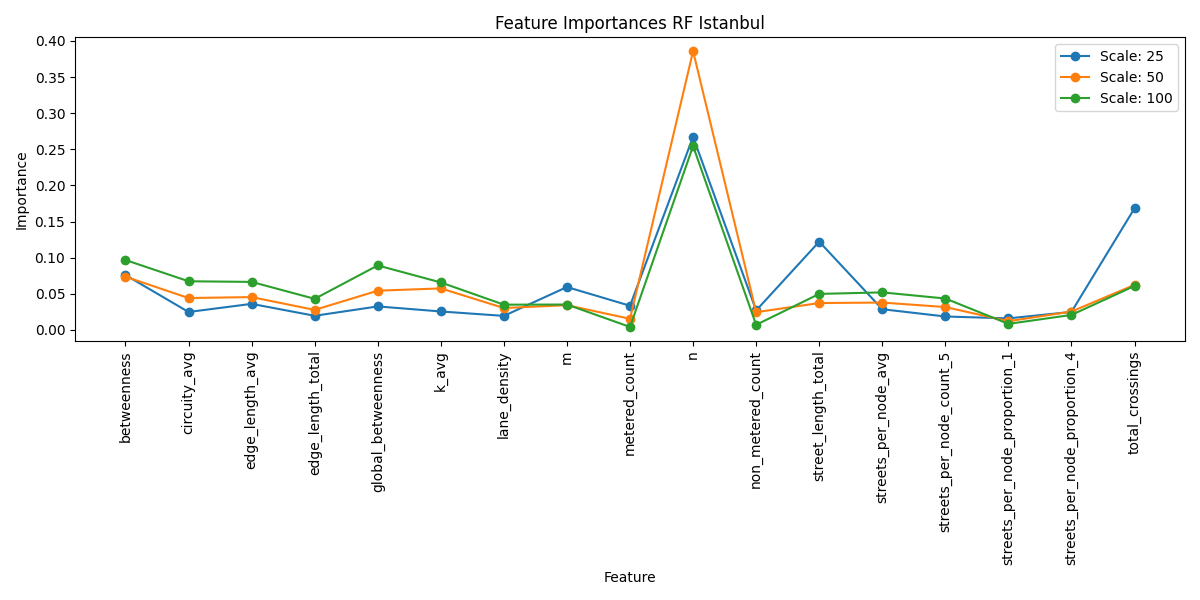 Feature Importances RF Istanbul
Scale: 25
Scale: 50
Scale: 100
Importance
0.40
0.35
0.30
0.25
0.20
0.15
0.10
0.05
0.00
betweenness
circuity_avg
edge_length_avg
edge_length_total
global_betweenness
k_avg
lane_density
m
metered_count
n
non_metered_count
street_length_total
streets_per_node_avg
streets_per_node_count_5
streets_per_node_proportion_1
streets_per_node_proportion_4
total_crossings
Feature